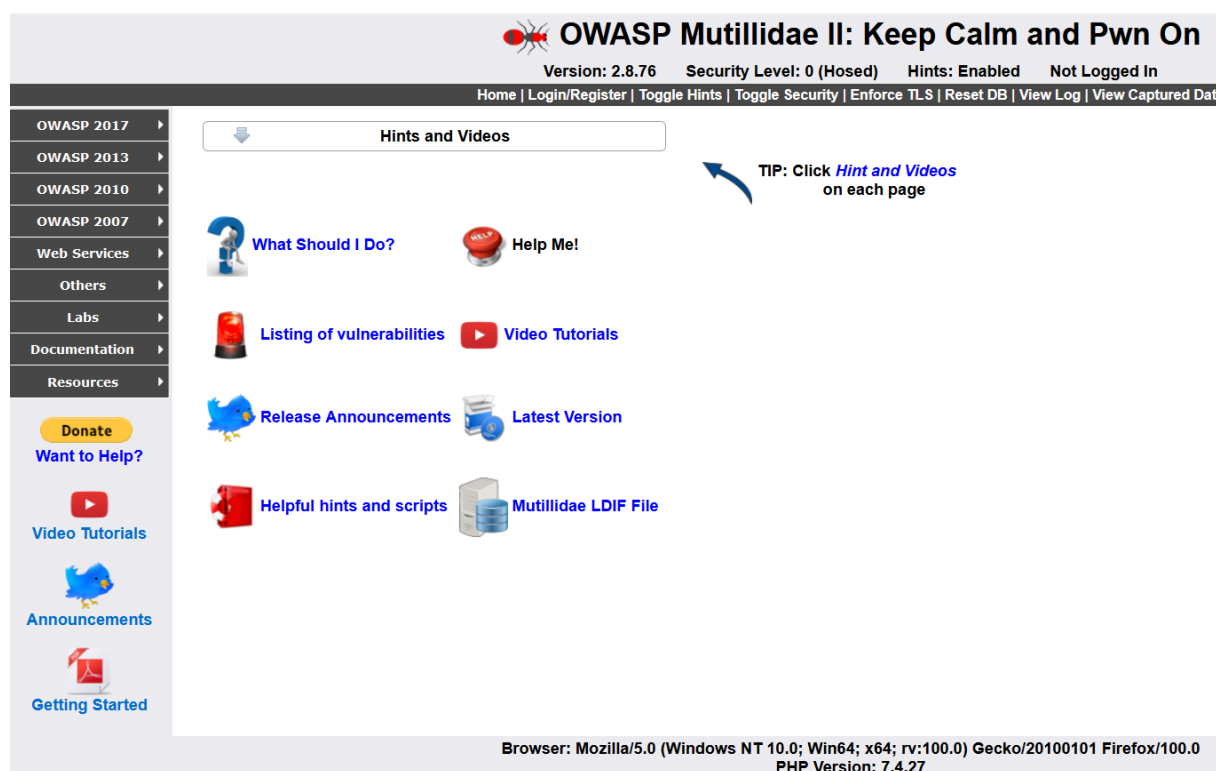 OWASP Mutillidae II: Keep Calm and Pwn On
Version: 2.8.76 Security Level: 0 (Hosed) Hints: Enabled Not Logged In
Home | Login/Register | Toggle Hints | Toggle Security | Enforce TLS | Reset DB | View Log | View Captured Dat
OWASP 2017
OWASP 2013
OWASP 2010
OWASP 2007
Web Services
Others
Labs
Documentation
Resources
Donate
Want to Help?
Video Tutorials
Announcements
Getting Started
Hints and Videos
TIP: Click Hint and Videos
on each page
What Should I Do?
HELP
Help Me!
Listing of vulnerabilities
Video Tutorials
Release Announcements
Latest Version
Helpful hints and scripts
Mutillidae LDIF File
Browser: Mozilla/5.0 (Windows NT 10.0; Win64; x64; rv:100.0) Gecko/20100101 Firefox/100.0
PHP Version: 7.4.27